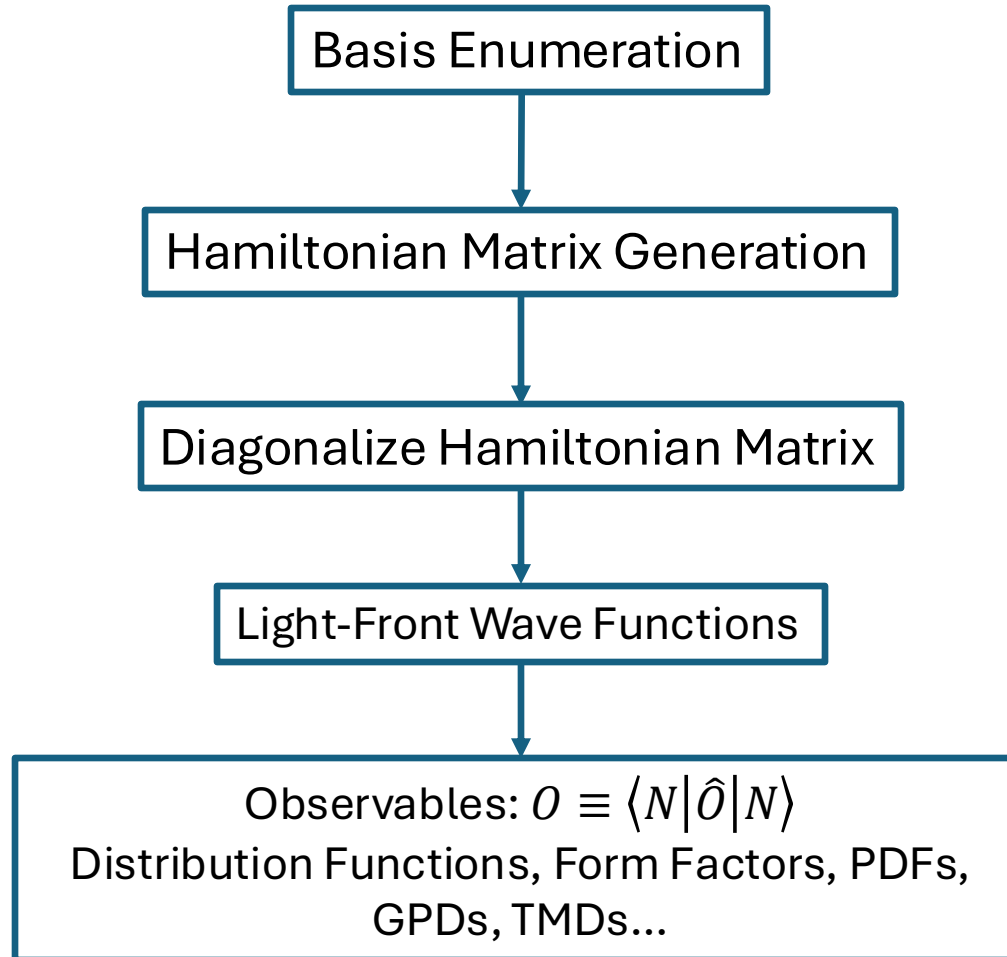 Basis Enumeration
Hamiltonian Matrix Generation
Diagonalize Hamiltonian Matrix
Light-Front Wave Functions
Observables: 𝑂 ≡ ⟨𝑁|𝑂̂|𝑁⟩
Distribution Functions, Form Factors, PDFs,
GPDs, TMDs...